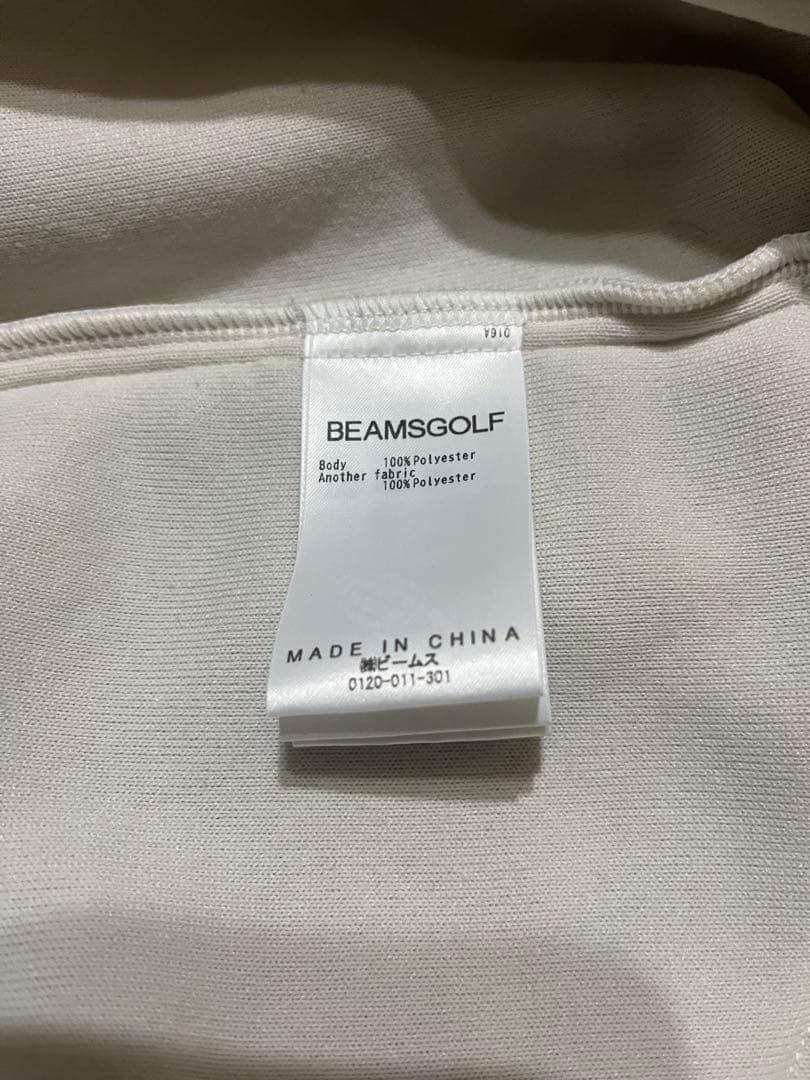 Q16A
BEAMSGOLF
Body 100%Polyester
Another fabric
100%Polyester
MADE IN CHINA
㈱ビームス
0120-011-301